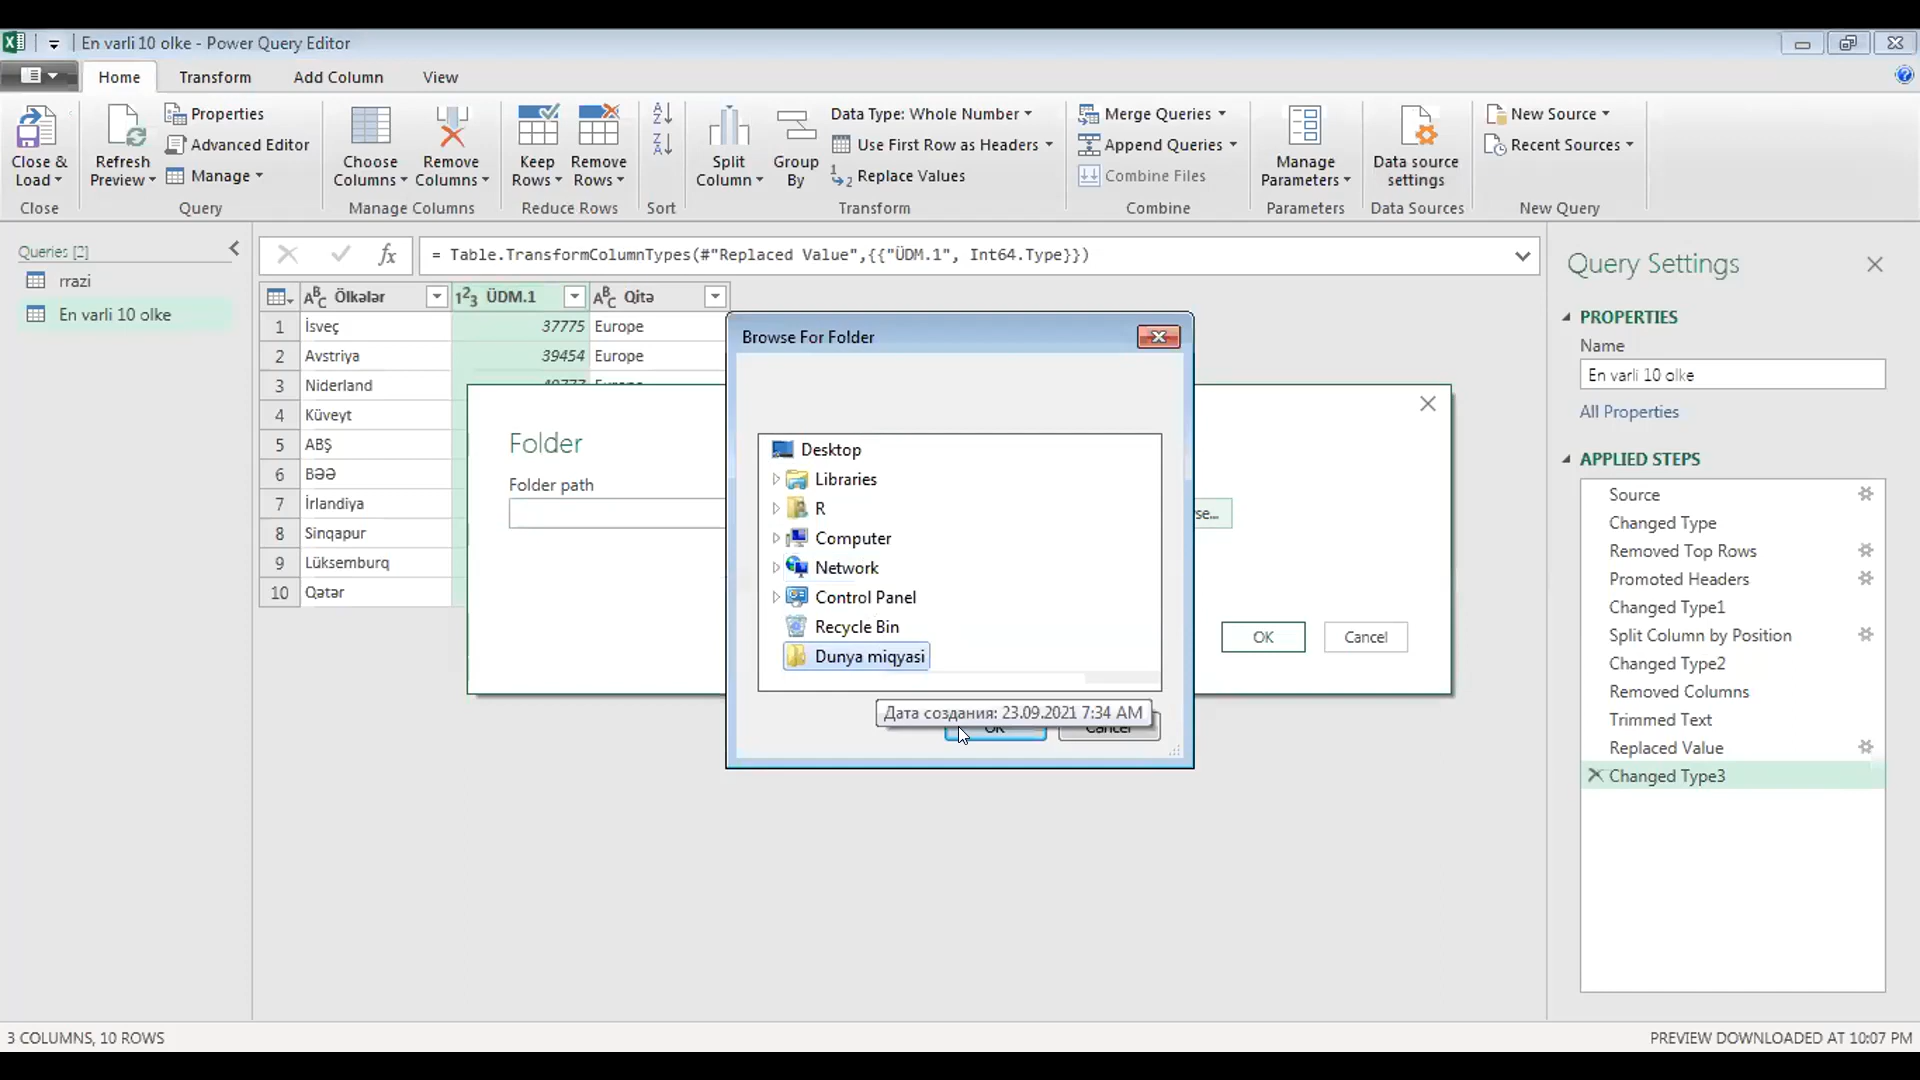 En varli 10 olke - Power Query Editor
Home Transform Add Column View
Close & Load
Refresh Preview
Properties
Advanced Editor
Manage
Choose Columns
Remove Columns
Keep Rows
Remove Rows
Split Column
Group By
Data Type: Whole Number
Use First Row as Headers
Replace Values
Merge Queries
Append Queries
Combine Files
Manage Parameters
Data source settings
New Source
Recent Sources
Close Query Manage Columns Reduce Rows Sort Transform Combine Parameters Data Sources New Query
Queries [2]
rrazi
En varli 10 olke
fx = Table.TransformColumnTypes(#"Replaced Value",{{"ÜDM.1", Int64.Type}})
ABC Ölkələr 123 ÜDM.1 ABC Qitə
1 İsveç 37775 Europe
2 Avstriya 39454 Europe
3 Niderland
4 Küveyt
5 ABŞ
6 BƏƏ
7 İrlandiya
8 Sinqapur
9 Lüksemburq
10 Qətər
Folder
Folder path
OK Cancel
Browse For Folder
Desktop
Libraries
R
Computer
Network
Control Panel
Recycle Bin
Dunya miqyasi
Дата создания: 23.09.2021 7:34 AM
OK Cancel
Query Settings
PROPERTIES
Name
En varli 10 olke
All Properties
APPLIED STEPS
Source
Changed Type
Removed Top Rows
Promoted Headers
Changed Type1
Split Column by Position
Changed Type2
Removed Columns
Trimmed Text
Replaced Value
Changed Type3
3 COLUMNS, 10 ROWS
PREVIEW DOWNLOADED AT 10:07 PM